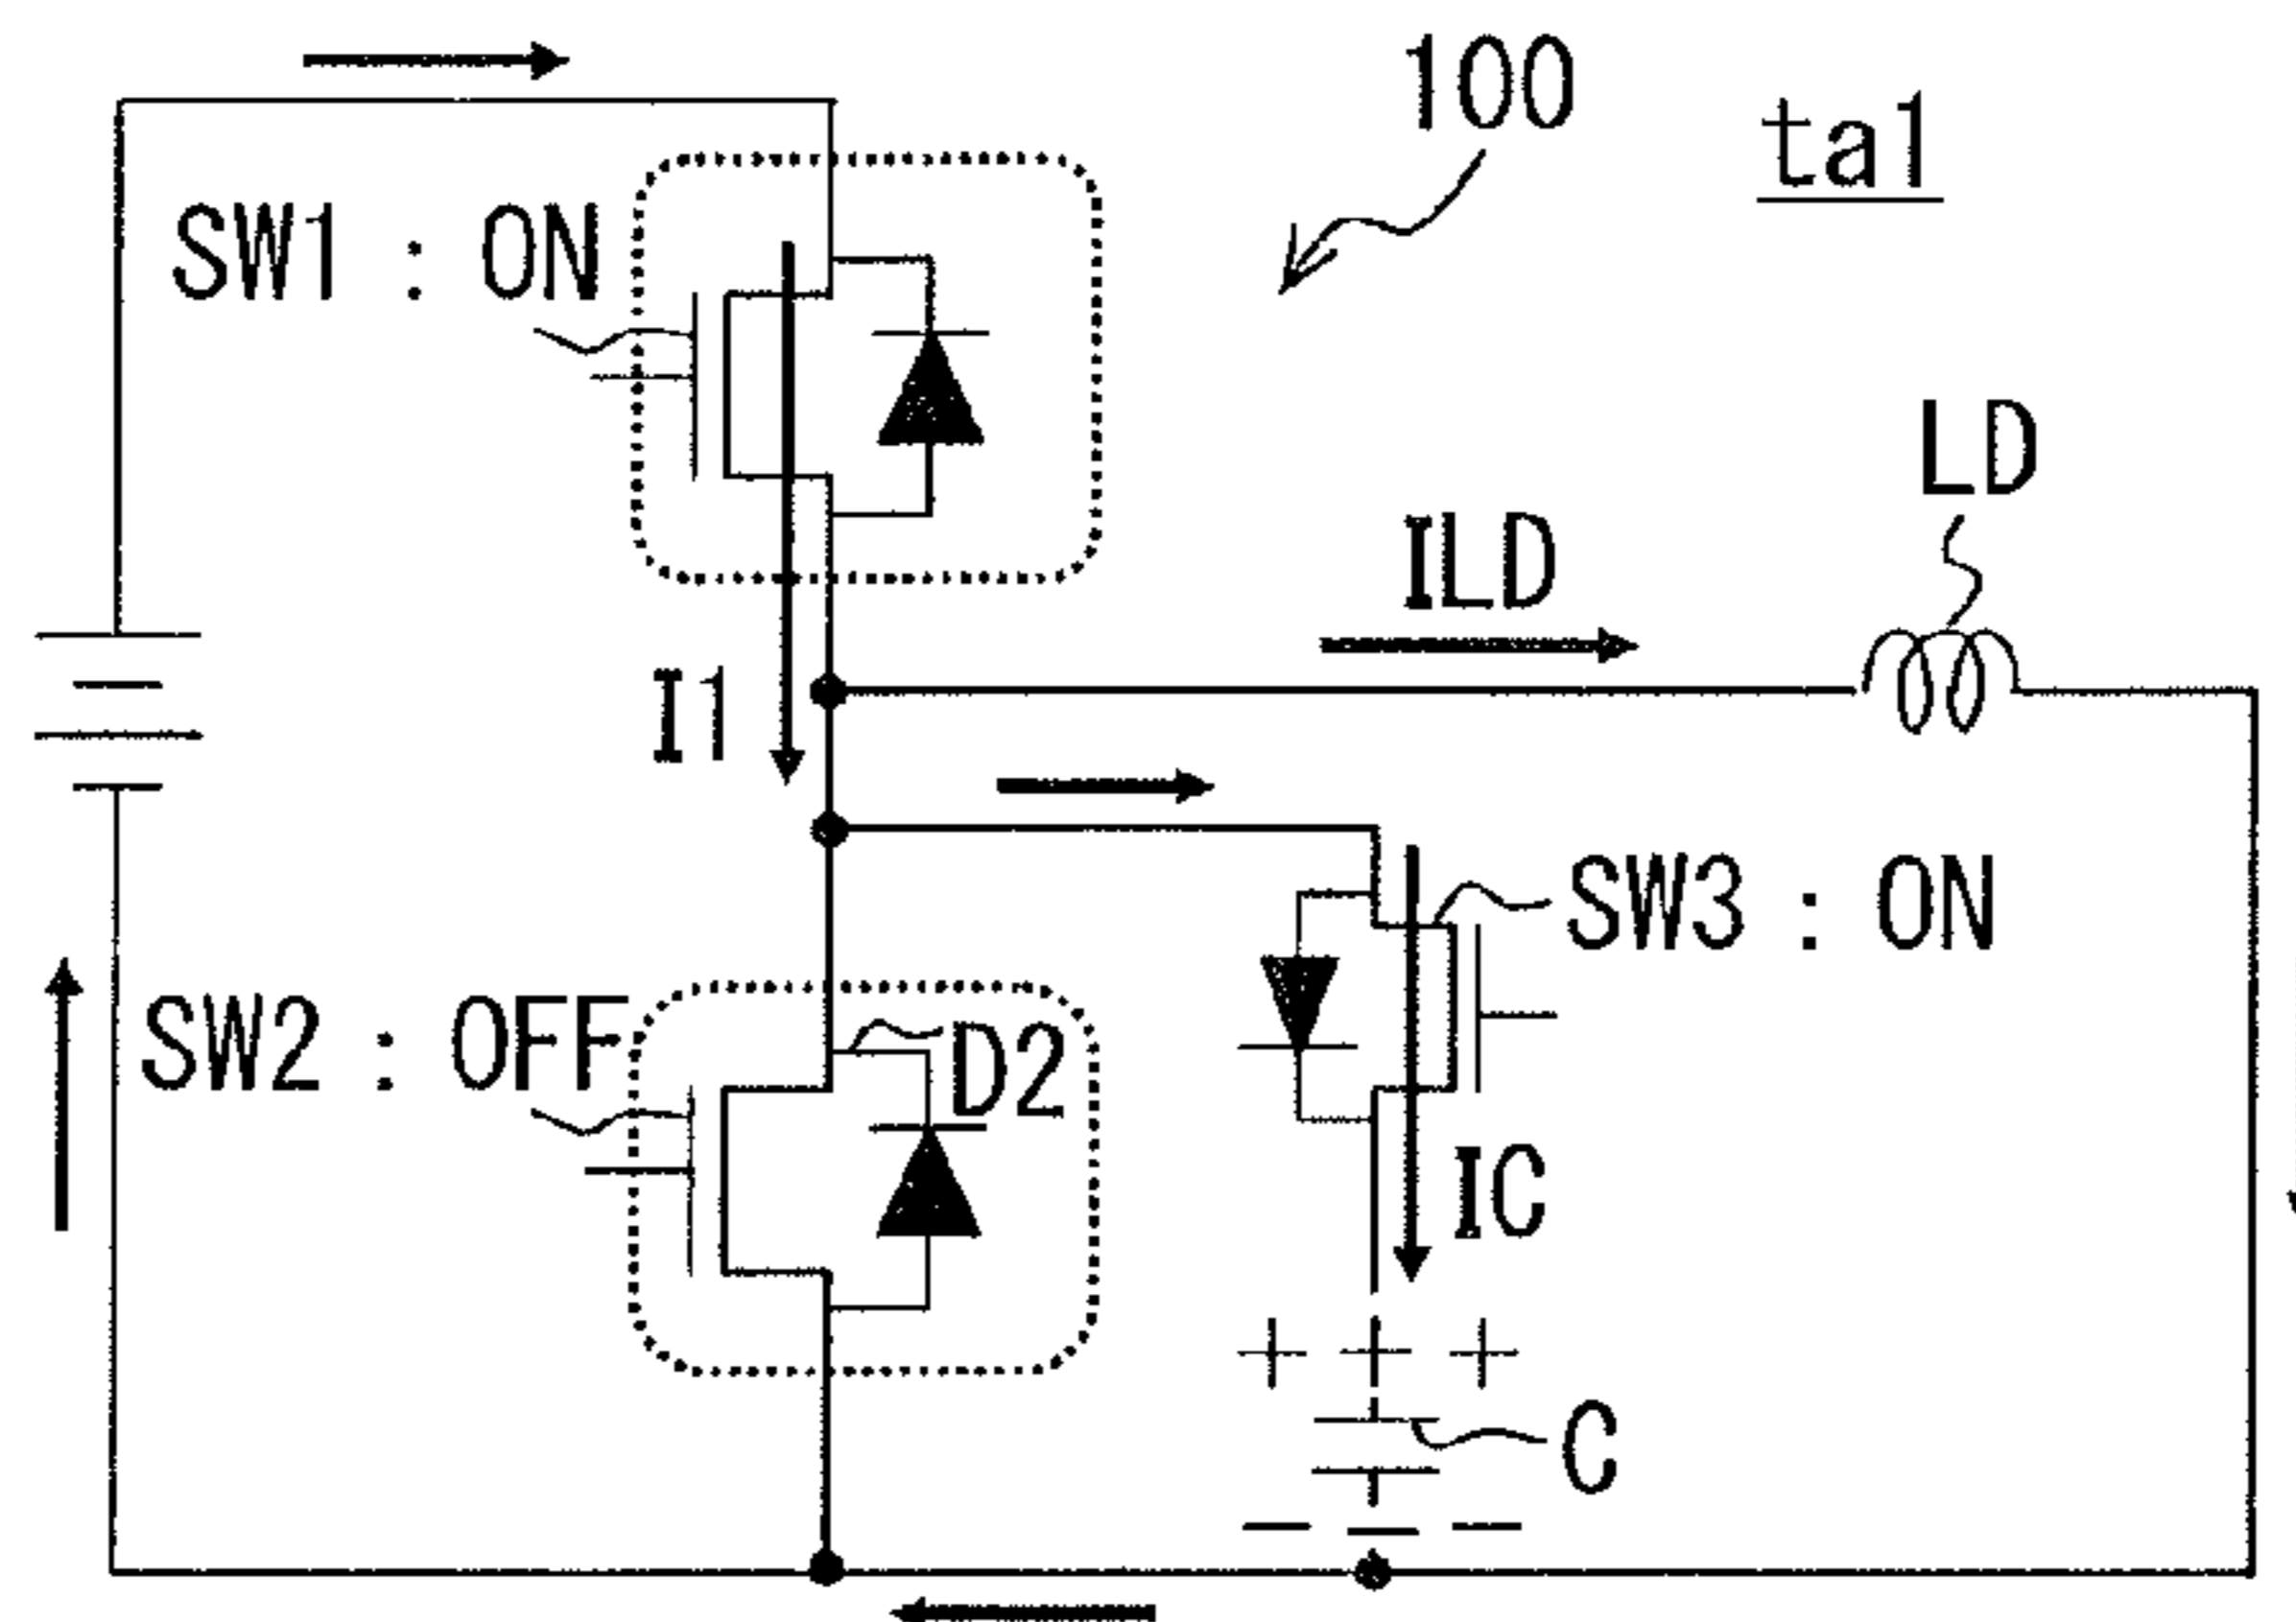 100
ta1
SW1 : ON
LD
ILD
I1
SW3 : ON
SW2 : OFF
D2
IC
+ + +
C
− − −